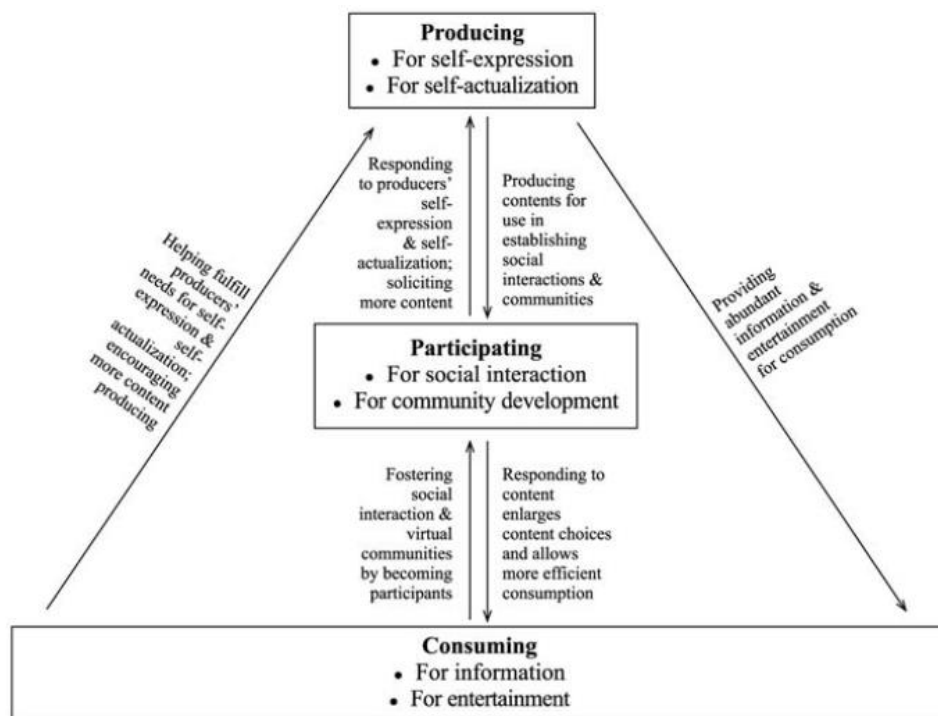 Producing
• For self-expression
• For self-actualization
Responding
to producers'
self-
expression
& self-
actualization;
soliciting
more content
Producing
contents for
use in
establishing
social
interactions &
communities
Helping fulfill
producers'
needs for self-
expression &
self-
actualization;
encouraging
more content
producing
Providing
abundant
information &
entertainment
for consumption
Participating
• For social interaction
• For community development
Fostering
social
interaction &
virtual
communities
by becoming
participants
Responding to
content
enlarges
content choices
and allows
more efficient
consumption
Consuming
• For information
• For entertainment